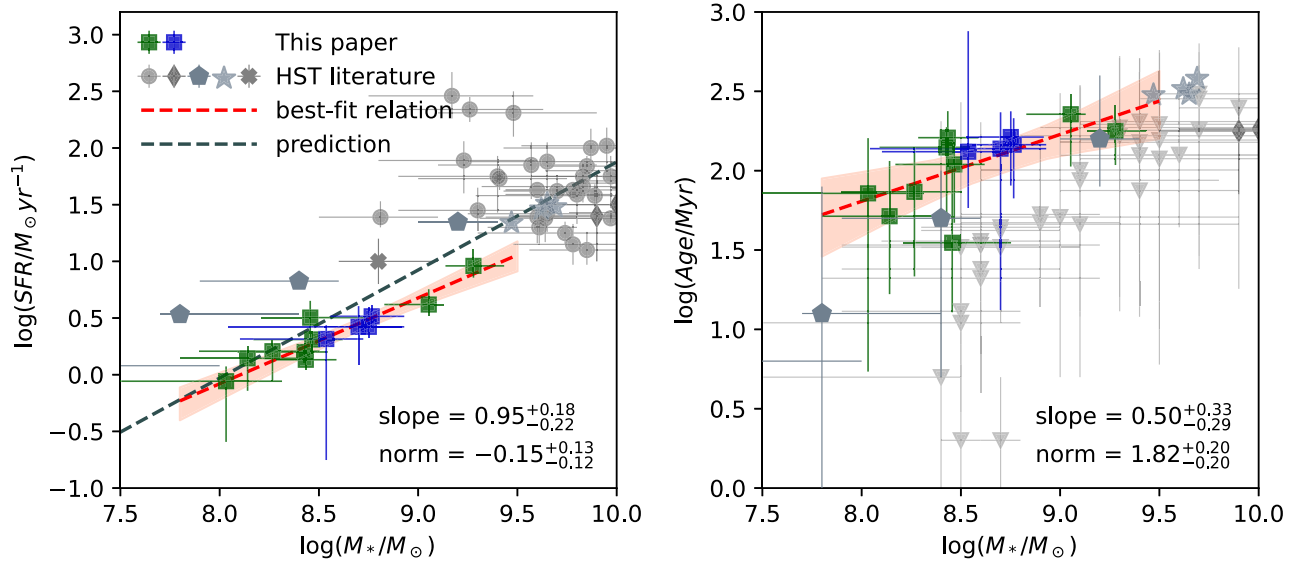 2.0
1.5
1.0
0.5
0.0
−0.5
−1.0
3.0
2.5
log(SFR/M⊙yr⁻¹)
This paper
HST literature
best-fit relation
prediction
slope = 0.95 +0.18 −0.22
norm = −0.15 +0.13 −0.12
7.5 8.0 8.5 9.0 9.5 10.0
log(M*/M⊙)
3.0
2.5
2.0
1.5
1.0
0.5
0.0
log(Age/Myr)
slope = 0.50 +0.33 −0.29
norm = 1.82 +0.20 −0.20
7.5 8.0 8.5 9.0 9.5 10.0
log(M*/M⊙)